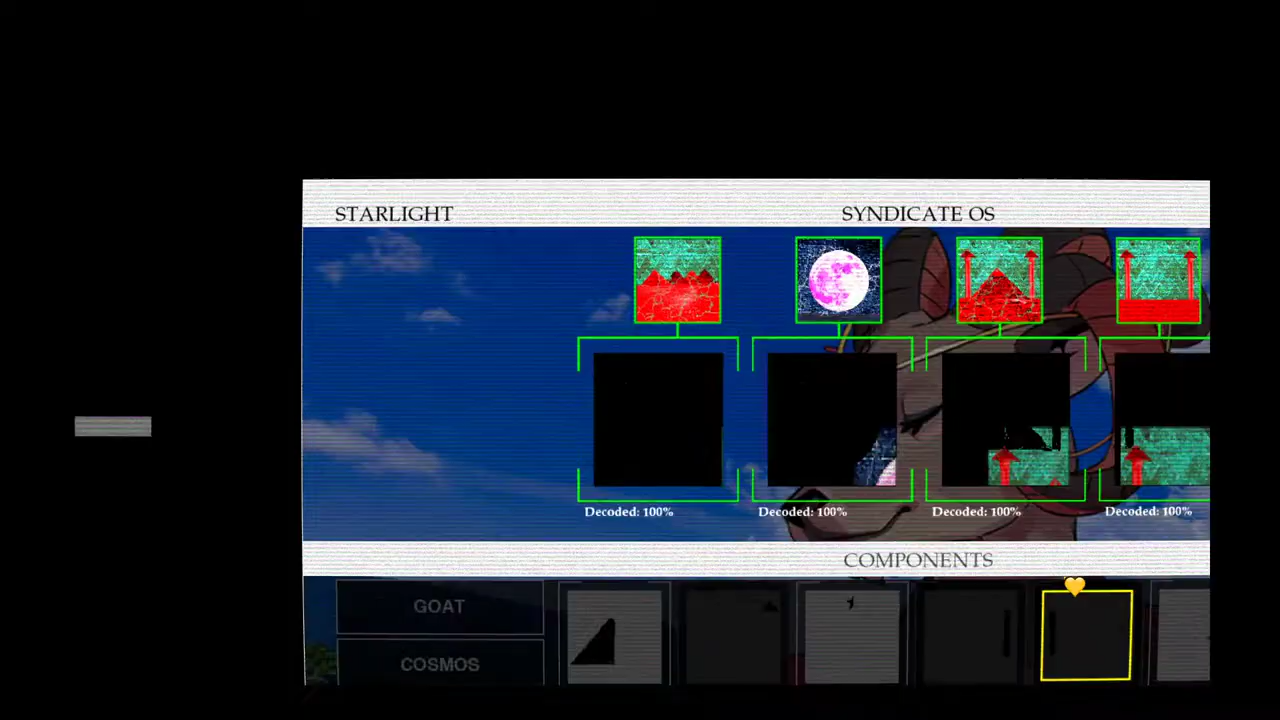 STARLIGHT
SYNDICATE OS
Decoded: 100%
Decoded: 100%
Decoded: 100%
Decoded: 100%
COMPONENTS
GOAT
COSMOS